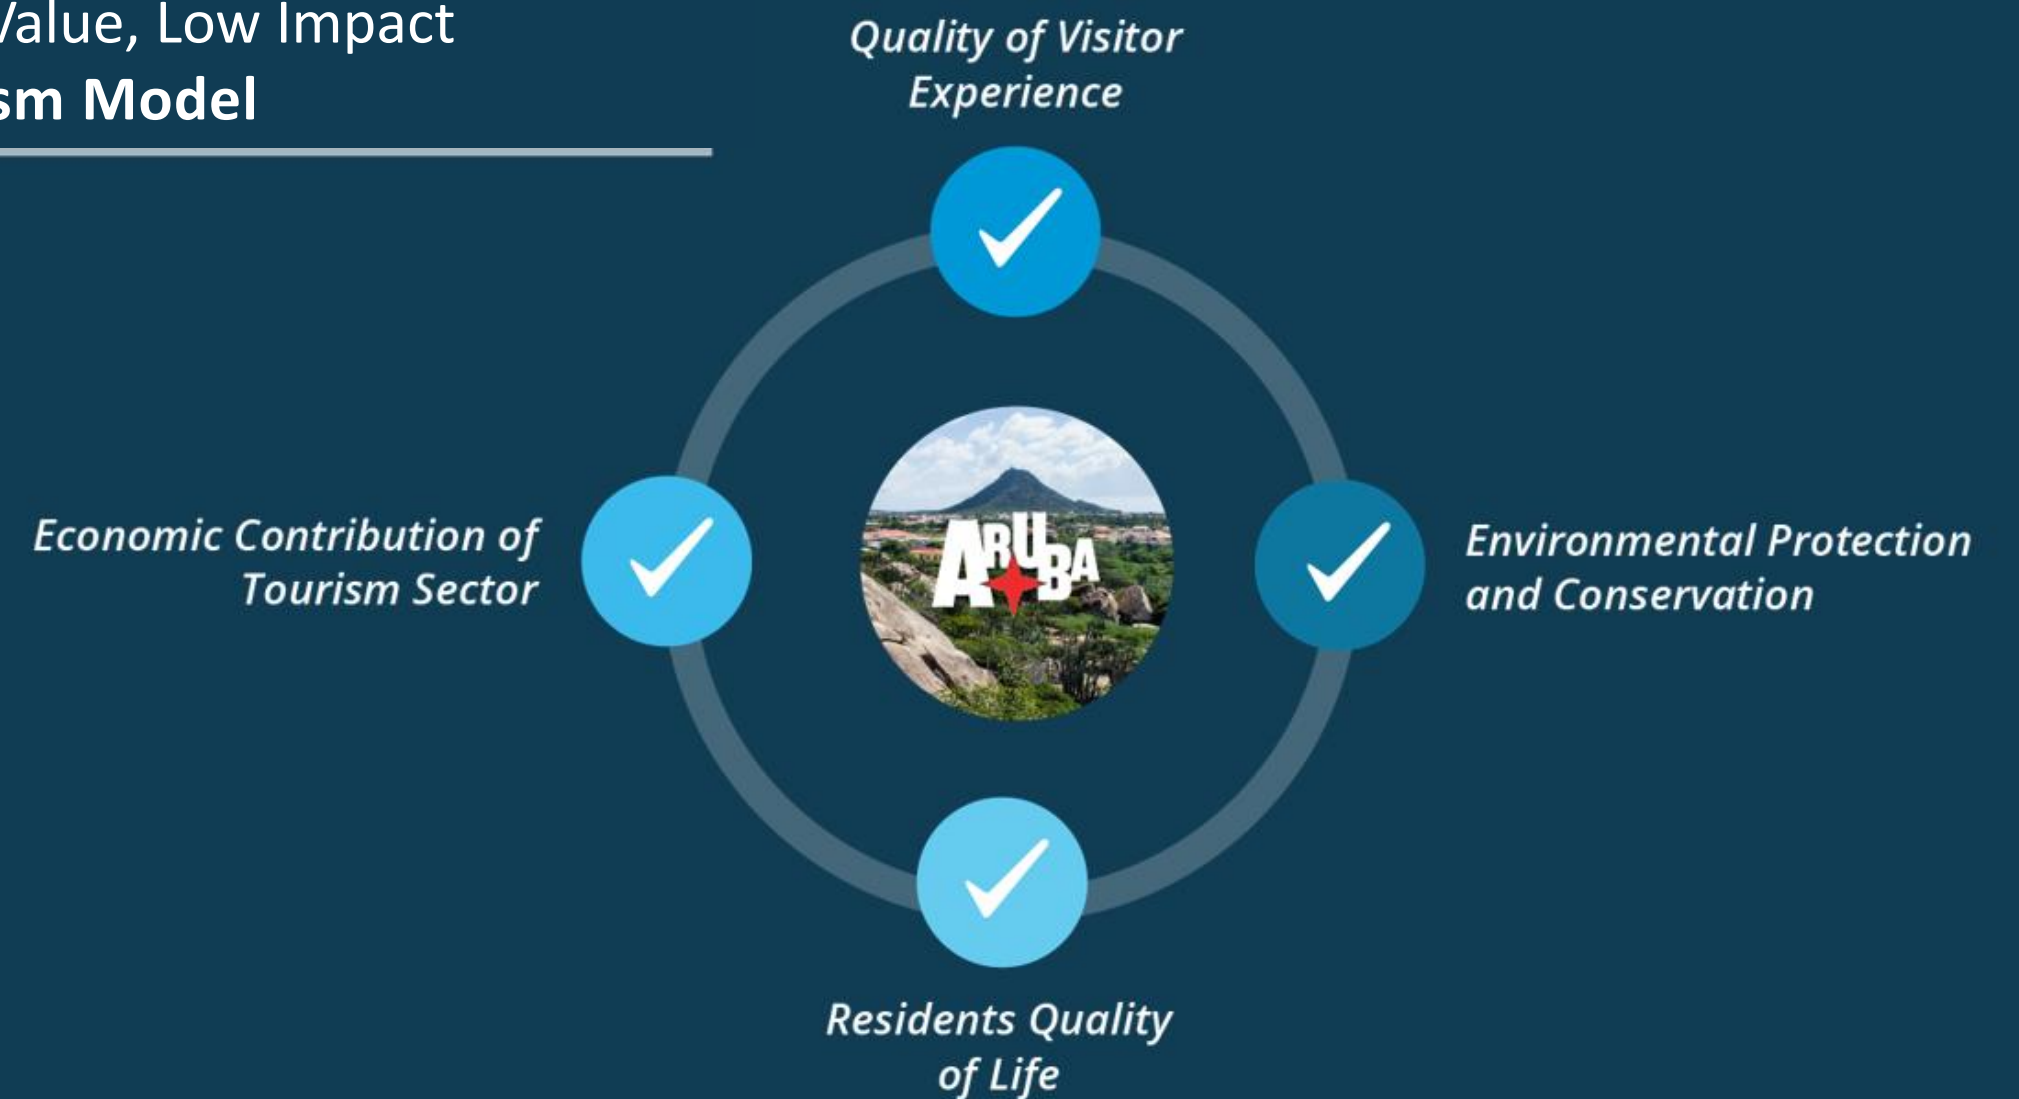 Value, Low Impact
sm Model
Quality of Visitor
Experience
Economic Contribution of
Tourism Sector
ARUBA
Environmental Protection
and Conservation
Residents Quality
of Life